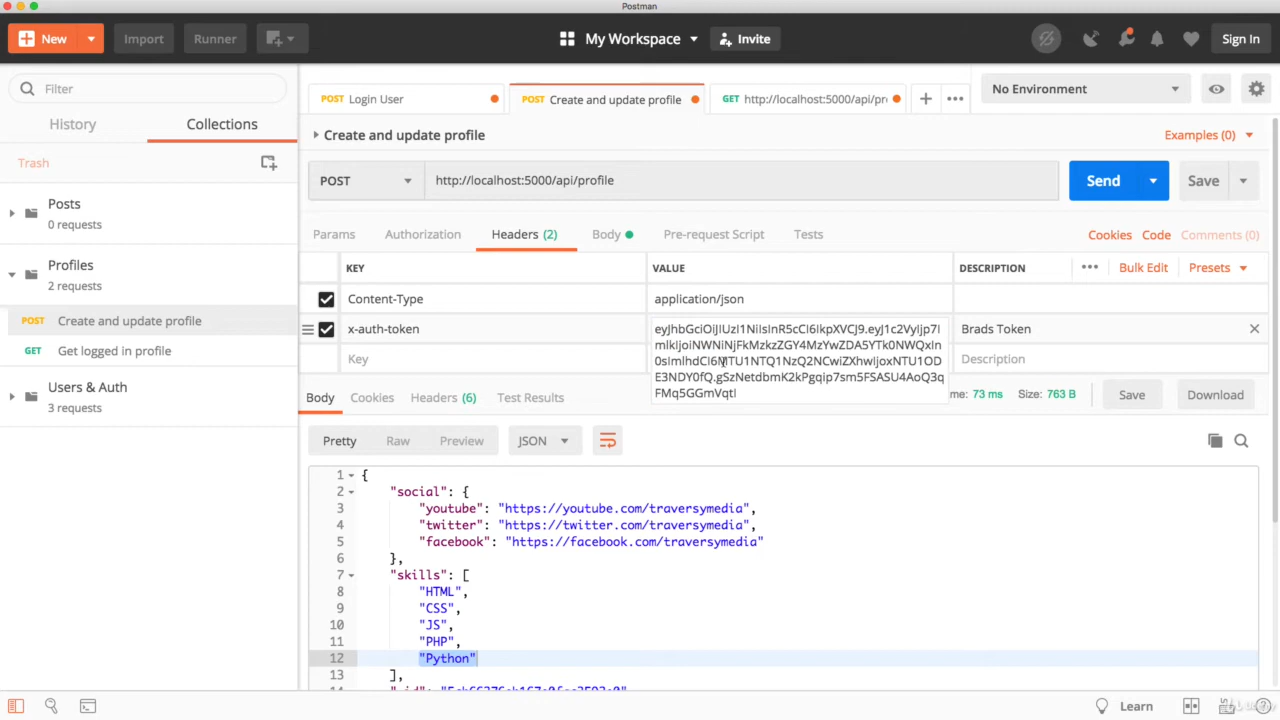 Postman
New
Import
Runner
My Workspace
Invite
Sign In
Filter
History
Collections
Trash
Posts
0 requests
Profiles
2 requests
POST Create and update profile
GET Get logged in profile
Users & Auth
3 requests
POST Login User
POST Create and update profile
GET http://localhost:5000/api/pr
No Environment
Create and update profile
Examples (0)
POST
http://localhost:5000/api/profile
Send
Save
Params
Authorization
Headers (2)
Body
Pre-request Script
Tests
Cookies
Code
Comments (0)
KEY
VALUE
DESCRIPTION
Bulk Edit
Presets
Content-Type
application/json
x-auth-token
Brads Token
Key
Description
Body
Cookies
Headers (6)
Test Results
me: 73 ms
Size: 763 B
Save
Download
Pretty
Raw
Preview
JSON
1 {
2 "social": {
3 "youtube": "https://youtube.com/traversymedia",
4 "twitter": "https://twitter.com/traversymedia",
5 "facebook": "https://facebook.com/traversymedia"
6 },
7 "skills": [
8 "HTML",
9 "CSS",
10 "JS",
11 "PHP",
12 "Python"
13 ],
Learn